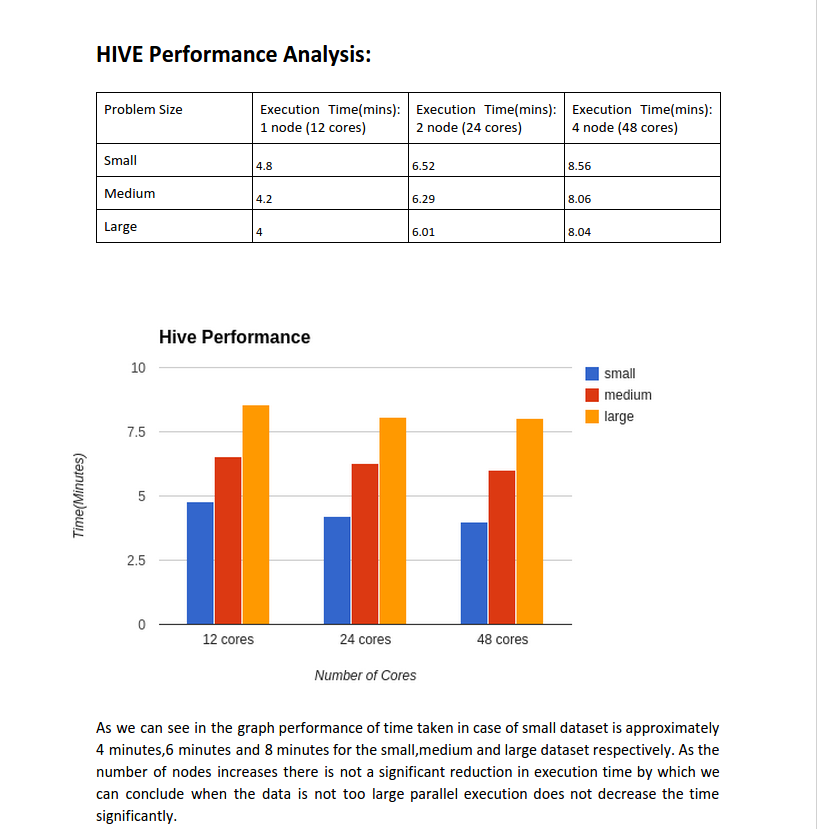 HIVE Performance Analysis:
Problem Size
Execution Time(mins):
1 node (12 cores)
Execution Time(mins):
2 node (24 cores)
Execution Time(mins):
4 node (48 cores)
Small
4.8
6.52
8.56
Medium
4.2
6.29
8.06
Large
4
6.01
8.04
Hive Performance
10
7.5
5
2.5
0
Time(Minutes)
12 cores
24 cores
48 cores
Number of Cores
small
medium
large
As we can see in the graph performance of time taken in case of small dataset is approximately
4 minutes,6 minutes and 8 minutes for the small,medium and large dataset respectively. As the
number of nodes increases there is not a significant reduction in execution time by which we
can conclude when the data is not too large parallel execution does not decrease the time
significantly.